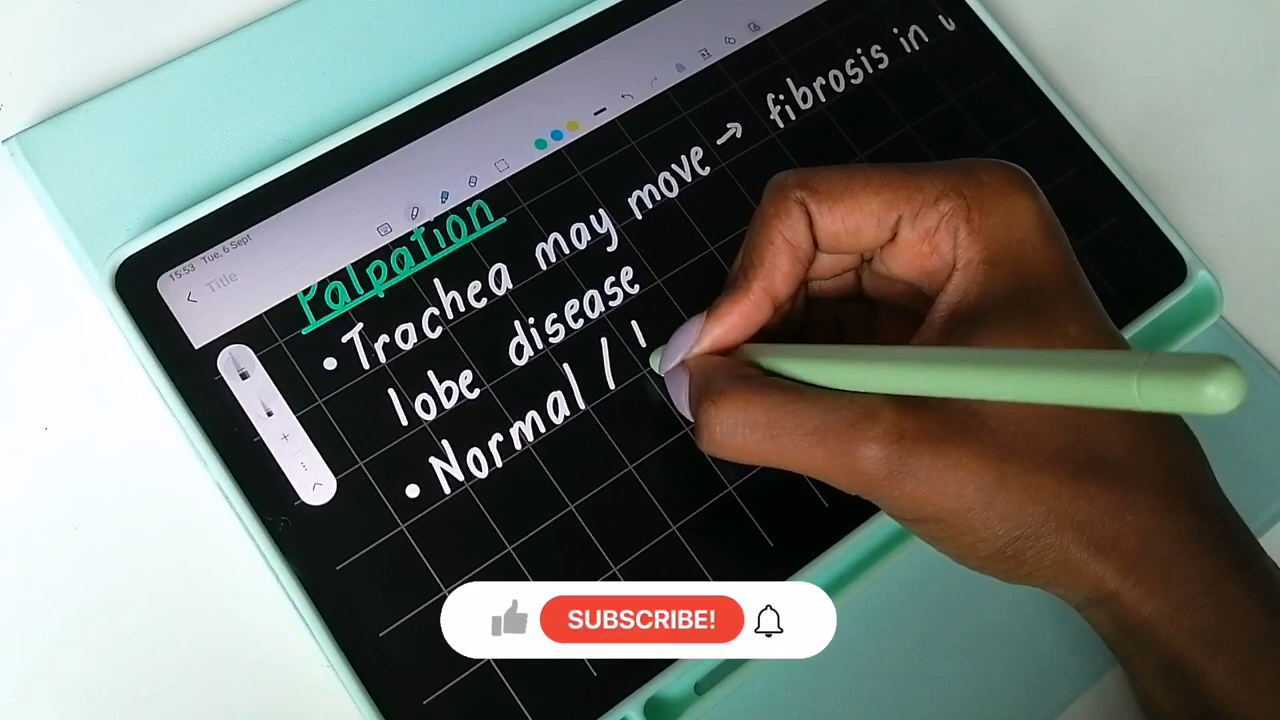 15:53 Tue, 6 Sept
Title
Palpation
• Trachea may move → fibrosis in
lobe disease
• Normal /
SUBSCRIBE!